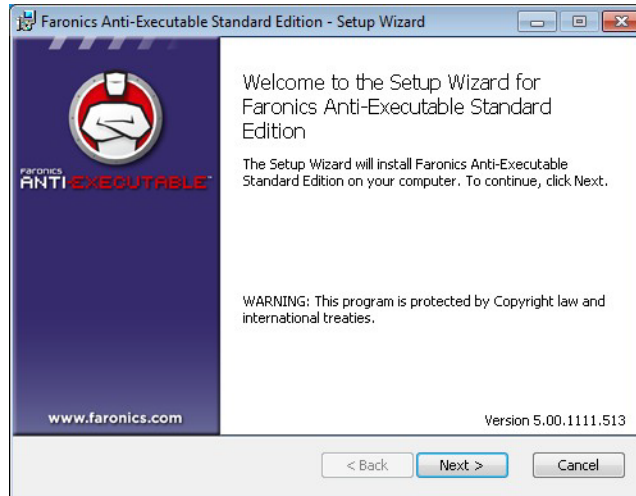 Faronics Anti-Executable Standard Edition - Setup Wizard
Welcome to the Setup Wizard for
Faronics Anti-Executable Standard
Edition
The Setup Wizard will install Faronics Anti-Executable
Standard Edition on your computer. To continue, click Next.
FARONICS
ANTI-EXECUTABLE™
WARNING: This program is protected by Copyright law and
international treaties.
www.faronics.com
Version 5.00.1111.513
< Back
Next >
Cancel